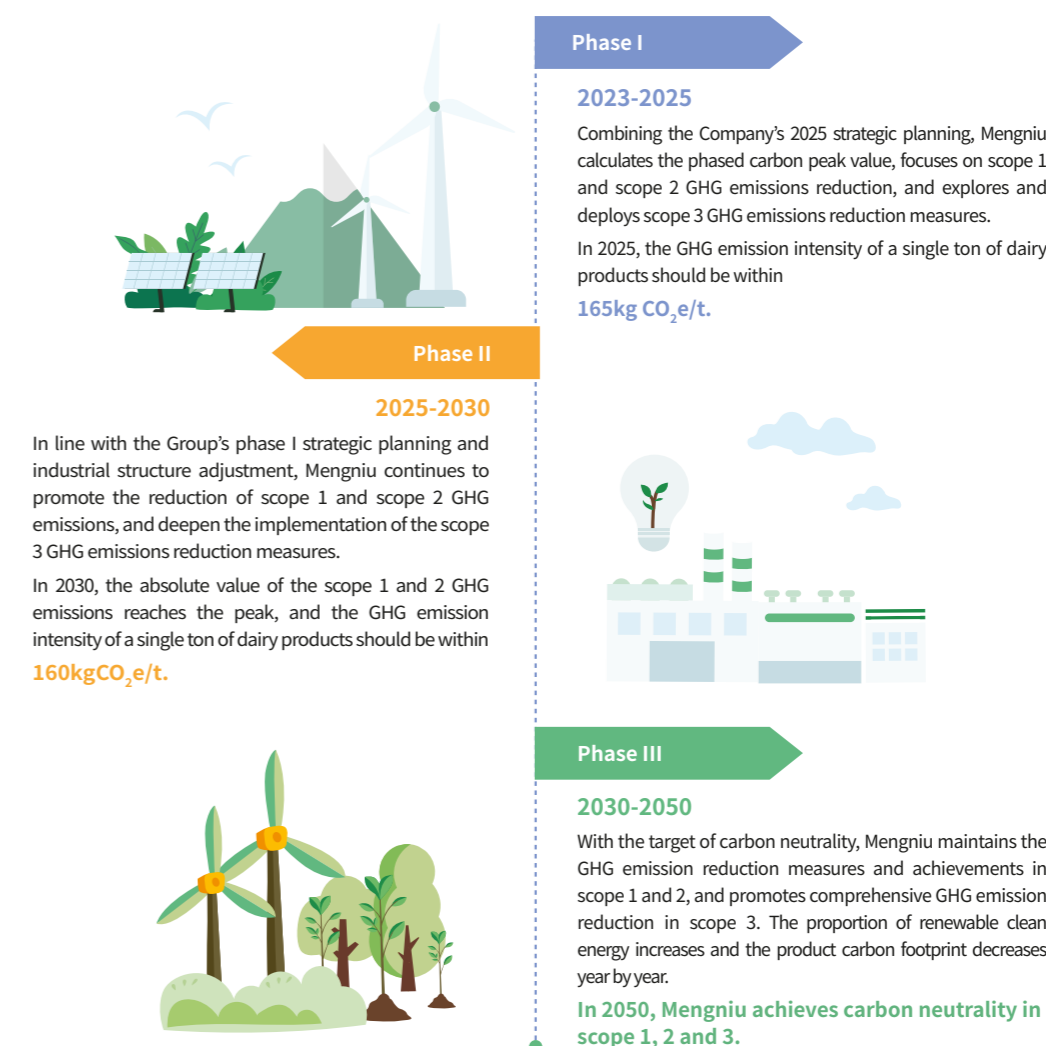 Phase I
2023-2025
Combining the Company’s 2025 strategic planning, Mengniu
calculates the phased carbon peak value, focuses on scope 1
and scope 2 GHG emissions reduction, and explores and
deploys scope 3 GHG emissions reduction measures.
In 2025, the GHG emission intensity of a single ton of dairy
products should be within
165kg CO₂e/t.
Phase II
2025-2030
In line with the Group’s phase I strategic planning and
industrial structure adjustment, Mengniu continues to
promote the reduction of scope 1 and scope 2 GHG
emissions, and deepen the implementation of the scope
3 GHG emissions reduction measures.
In 2030, the absolute value of the scope 1 and 2 GHG
emissions reaches the peak, and the GHG emission
intensity of a single ton of dairy products should be within
160kgCO₂e/t.
Phase III
2030-2050
With the target of carbon neutrality, Mengniu maintains the
GHG emission reduction measures and achievements in
scope 1 and 2, and promotes comprehensive GHG emission
reduction in scope 3. The proportion of renewable clean
energy increases and the product carbon footprint decreases
year by year.
In 2050, Mengniu achieves carbon neutrality in
scope 1, 2 and 3.